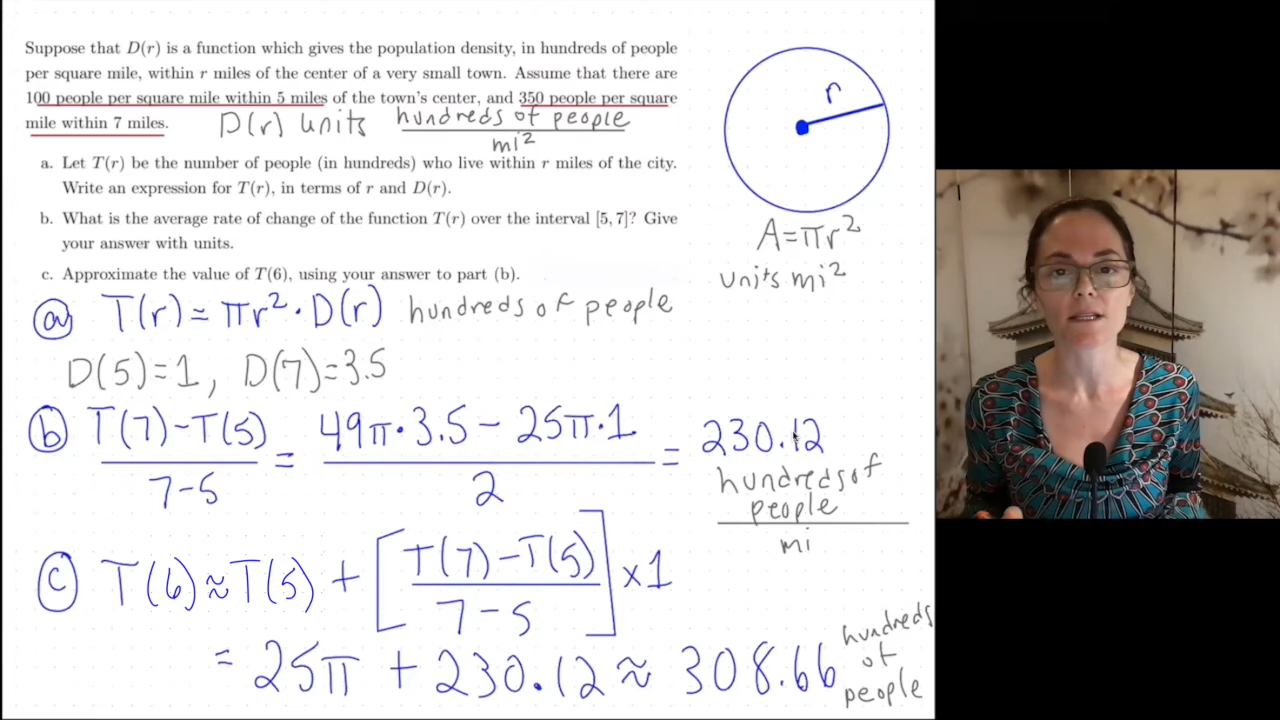 Suppose that D(r) is a function which gives the population density, in hundreds of people
per square mile, within r miles of the center of a very small town. Assume that there are
100 people per square mile within 5 miles of the town's center, and 350 people per square
mile within 7 miles.
D(r) units hundreds of people
mi²
a. Let T(r) be the number of people (in hundreds) who live within r miles of the city.
Write an expression for T(r), in terms of r and D(r).
b. What is the average rate of change of the function T(r) over the interval [5, 7]? Give
your answer with units.
c. Approximate the value of T(6), using your answer to part (b).
r
A=πr²
units mi²
(a) T(r) = πr² · D(r) hundreds of people
D(5)=1, D(7)=3.5
(b) T(7)-T(5) = 49π·3.5 - 25π·1 = 230.12
7-5 2
hundreds of
people
mi
(c) T(6) ≈ T(5) + [T(7)-T(5)] ×1
7-5
= 25π + 230.12 ≈ 308.66
hundreds
of
people